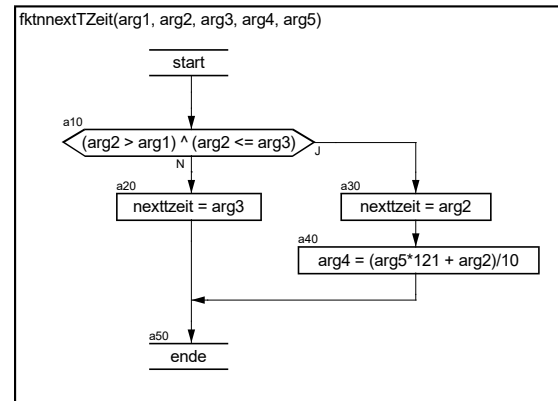 fktnnextTZeit(arg1, arg2, arg3, arg4, arg5)
start
a10
(arg2 > arg1) ^ (arg2 <= arg3)
N
J
a20
nexttzeit = arg3
a30
nexttzeit = arg2
a40
arg4 = (arg5*121 + arg2)/10
a50
ende